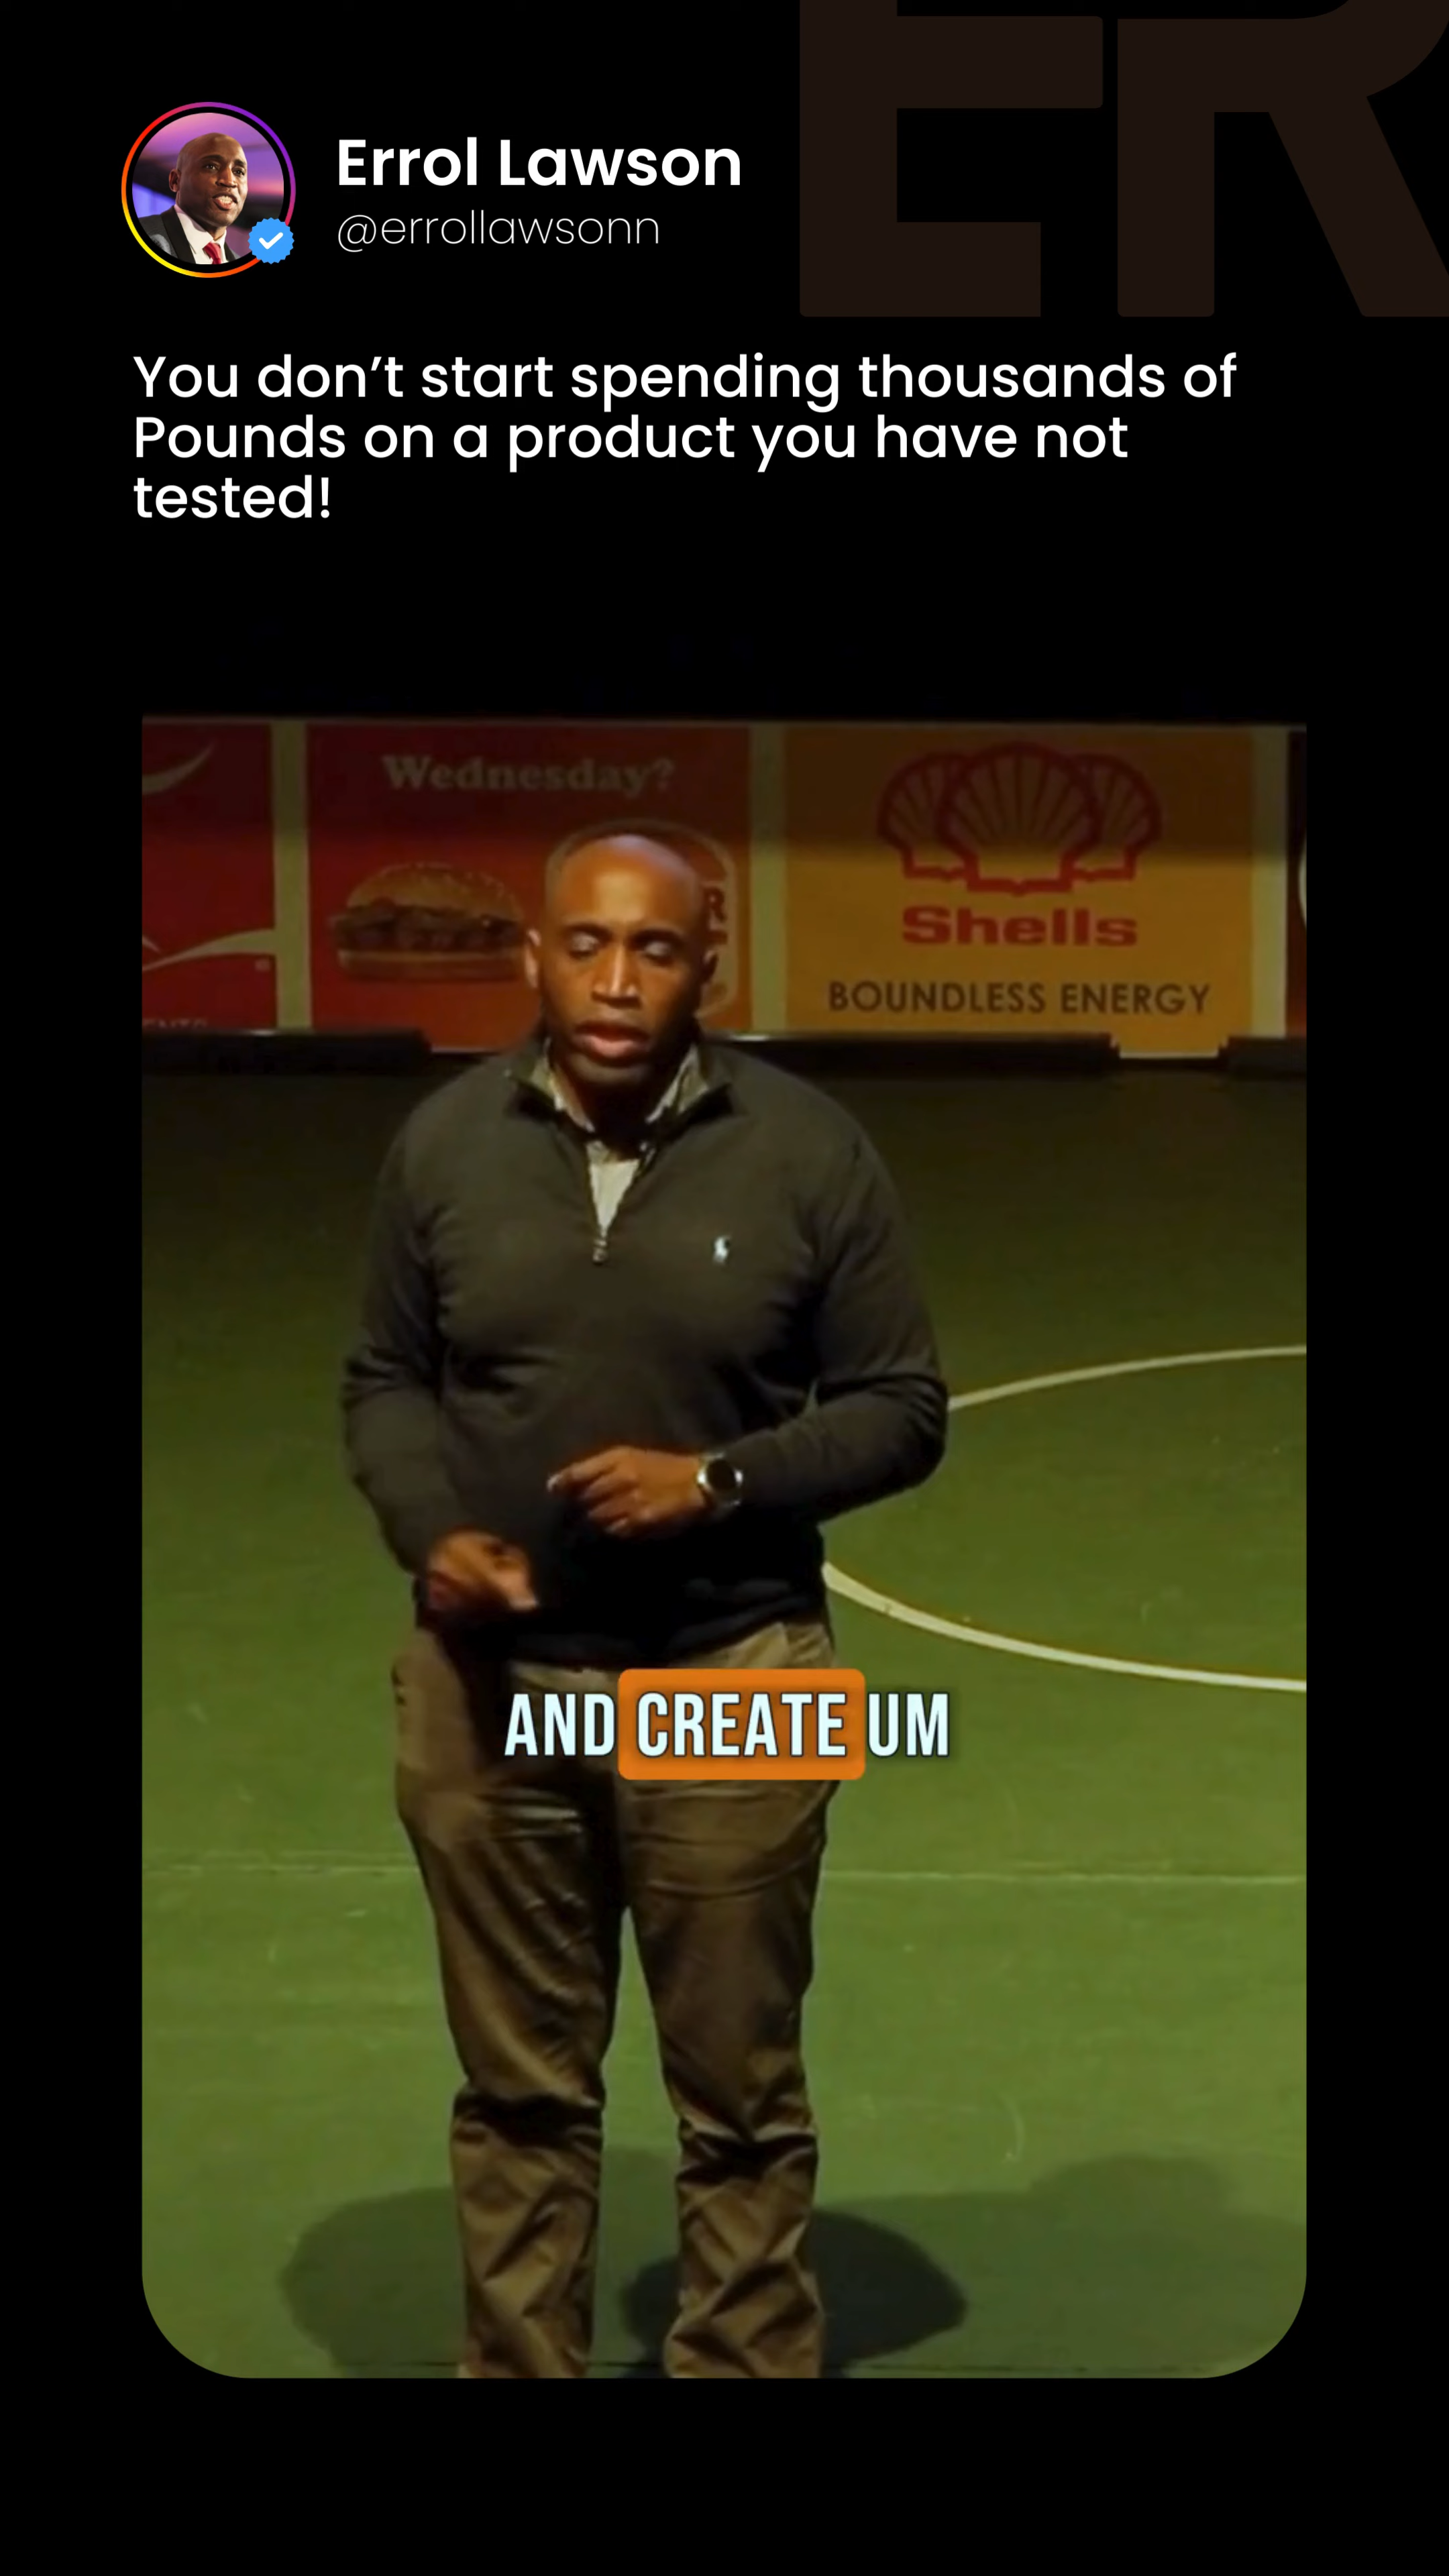 ER
Errol Lawson
@errollawsonn
You don’t start spending thousands of
Pounds on a product you have not
tested!
Wednesday?
R
Shells
BOUNDLESS ENERGY
AND CREATE UM